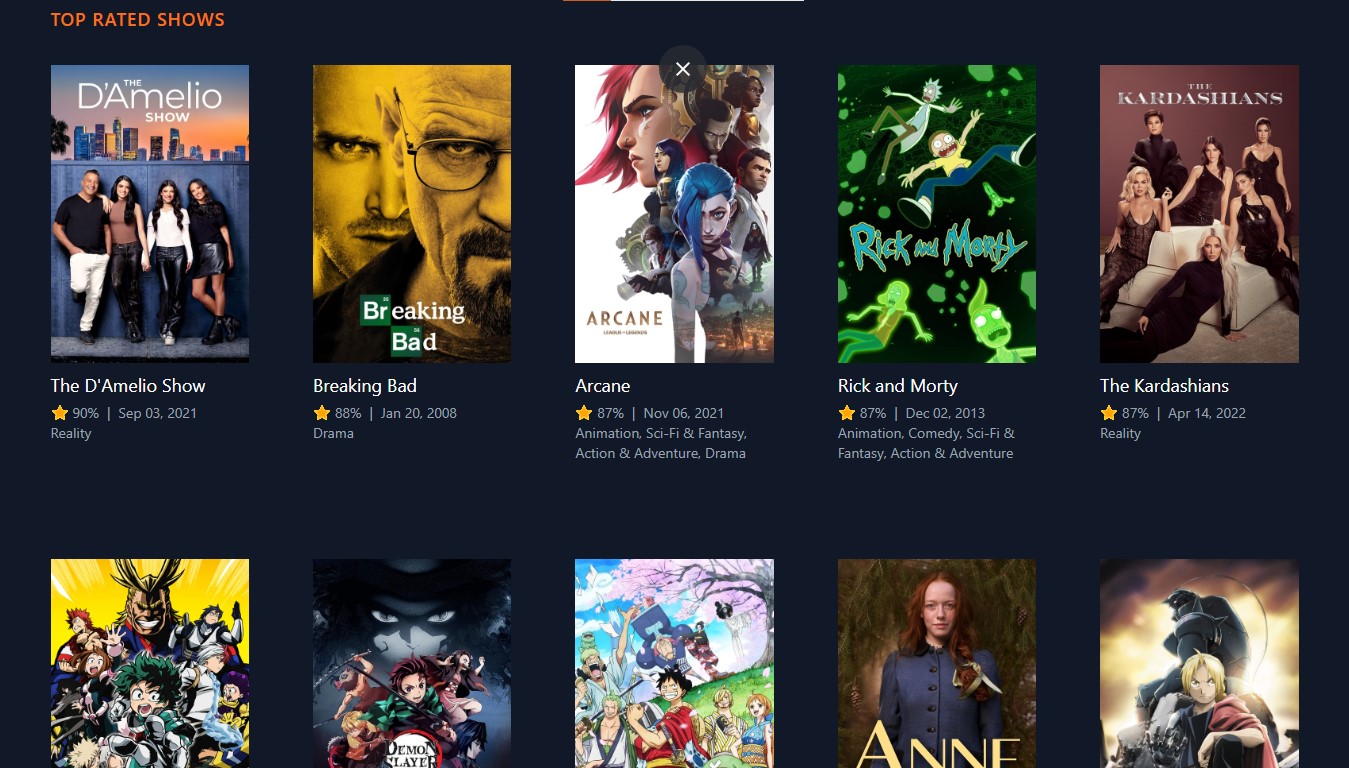 TOP RATED SHOWS
THE
D'Amelio
SHOW
Breaking
Bad
ARCANE
LEAGUE OF LEGENDS
Rick and Morty
THE
KARDASHIANS
The D'Amelio Show
90% | Sep 03, 2021
Reality
Breaking Bad
88% | Jan 20, 2008
Drama
Arcane
87% | Nov 06, 2021
Animation, Sci-Fi & Fantasy,
Action & Adventure, Drama
Rick and Morty
87% | Dec 02, 2013
Animation, Comedy, Sci-Fi &
Fantasy, Action & Adventure
The Kardashians
87% | Apr 14, 2022
Reality
DEMON
SLAYER
ANNE